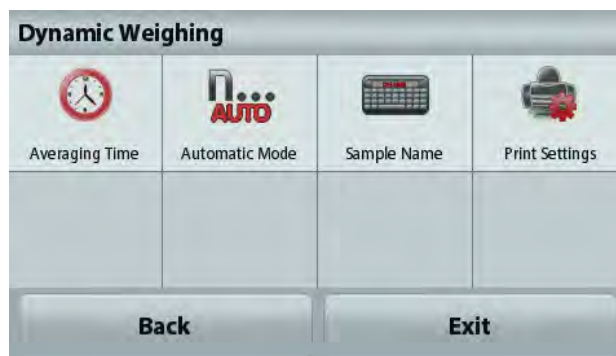 Dynamic Weighing
n...
AUTO
Averaging Time
Automatic Mode
Sample Name
Print Settings
Back
Exit